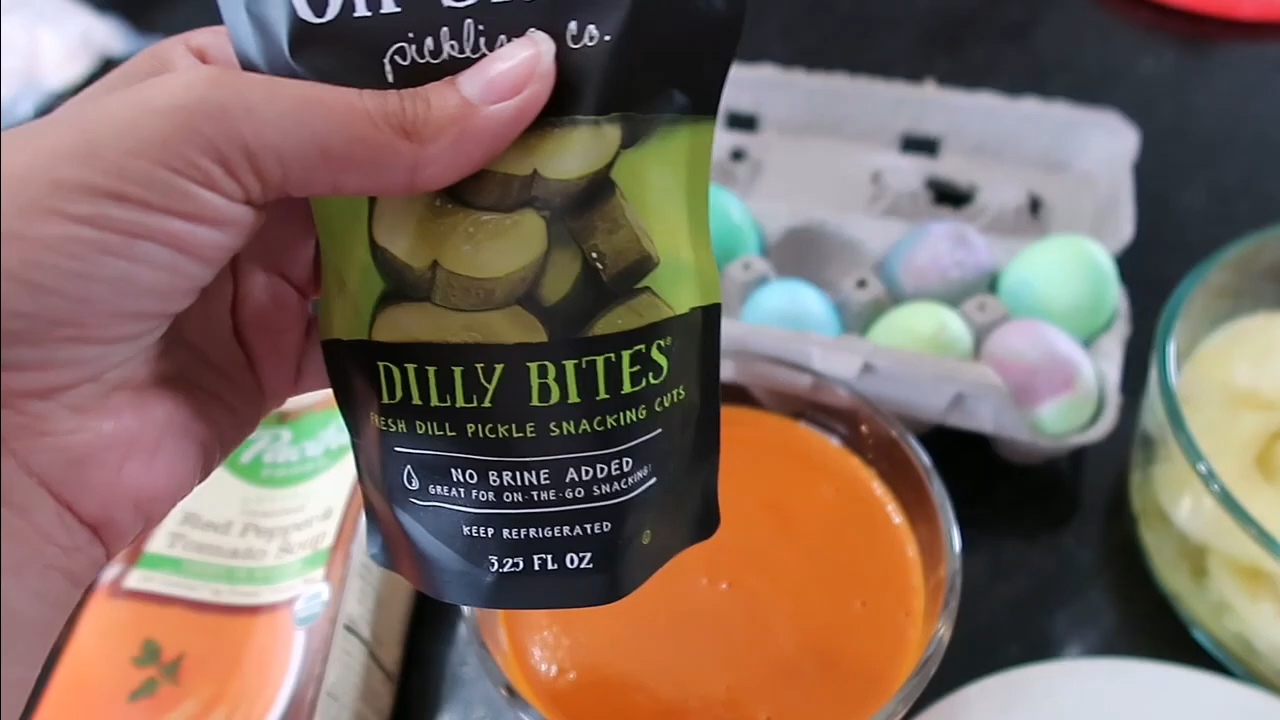 pickling co.
DILLY BITES®
FRESH DILL PICKLE SNACKING CUTS
NO BRINE ADDED
GREAT FOR ON-THE-GO SNACKING!
KEEP REFRIGERATED
3.25 FL OZ
Red Pepper &
Tomato Soup